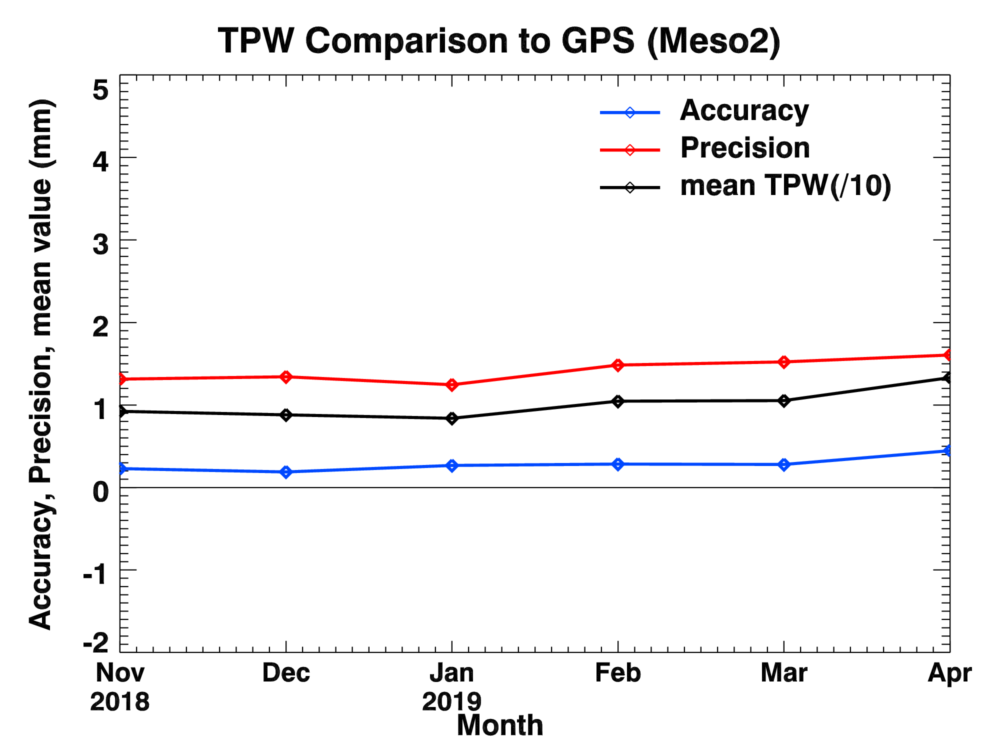 TPW Comparison to GPS (Meso2)
Accuracy, Precision, mean value (mm)
5
4
3
2
1
0
-1
-2
Accuracy
Precision
mean TPW(/10)
Nov Dec Jan Feb Mar Apr
2018 2019
Month